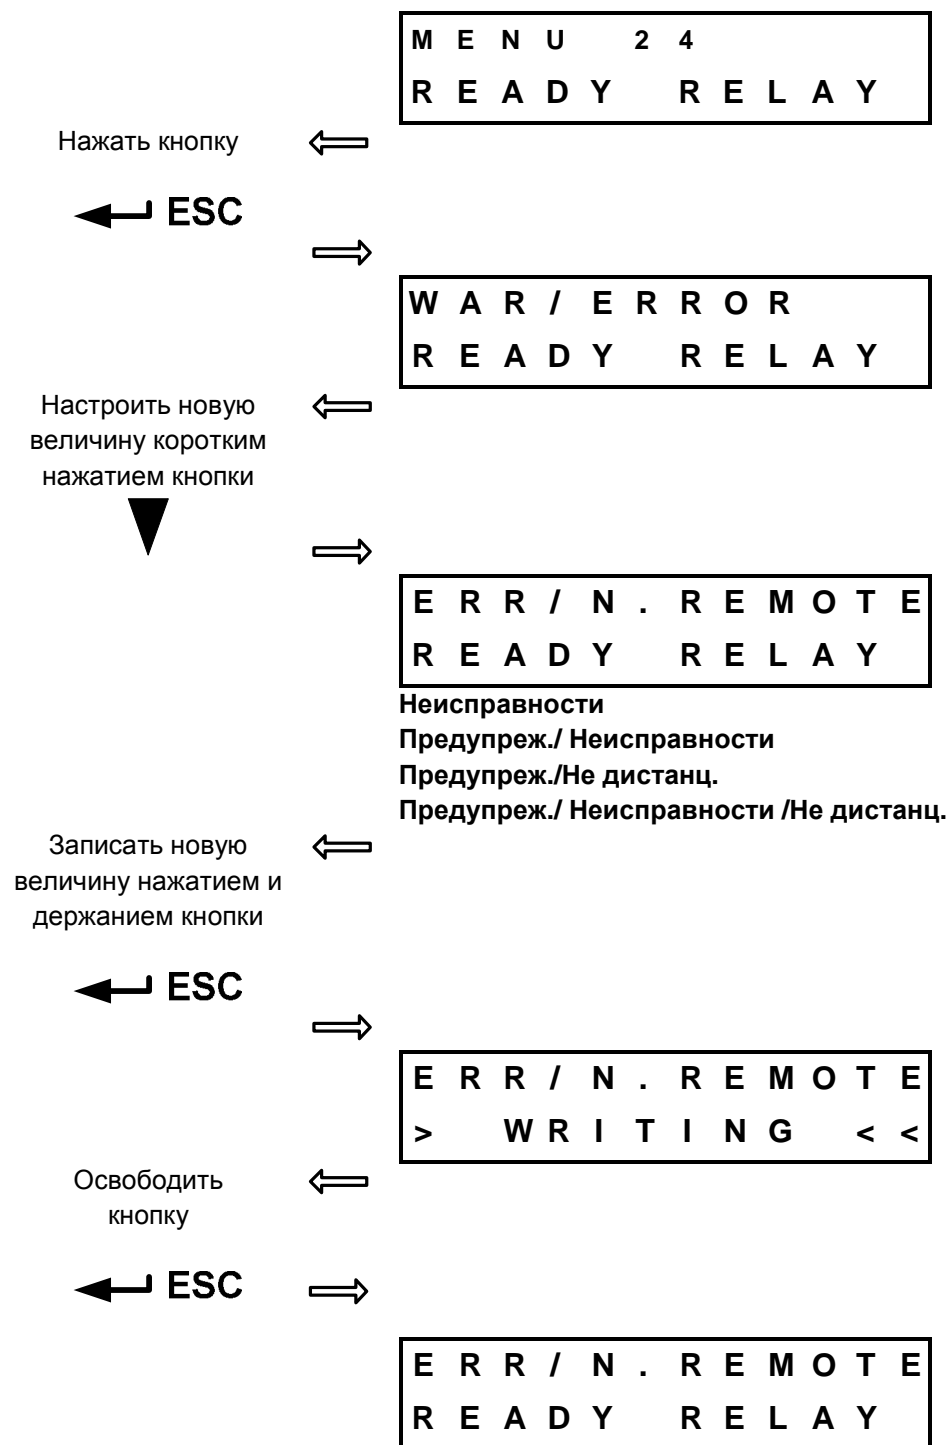 MENU 24
READY RELAY
Нажать кнопку
ESC
WAR/ERROR
READY RELAY
Настроить новую
величину коротким
нажатием кнопки
ERR/N.REMOTE
READY RELAY
Неисправности
Предупреж./ Неисправности
Предупреж./Не дистанц.
Предупреж./ Неисправности /Не дистанц.
Записать новую
величину нажатием и
держанием кнопки
ESC
ERR/N.REMOTE
> WRITING <<
Освободить
кнопку
ESC
ERR/N.REMOTE
READY RELAY